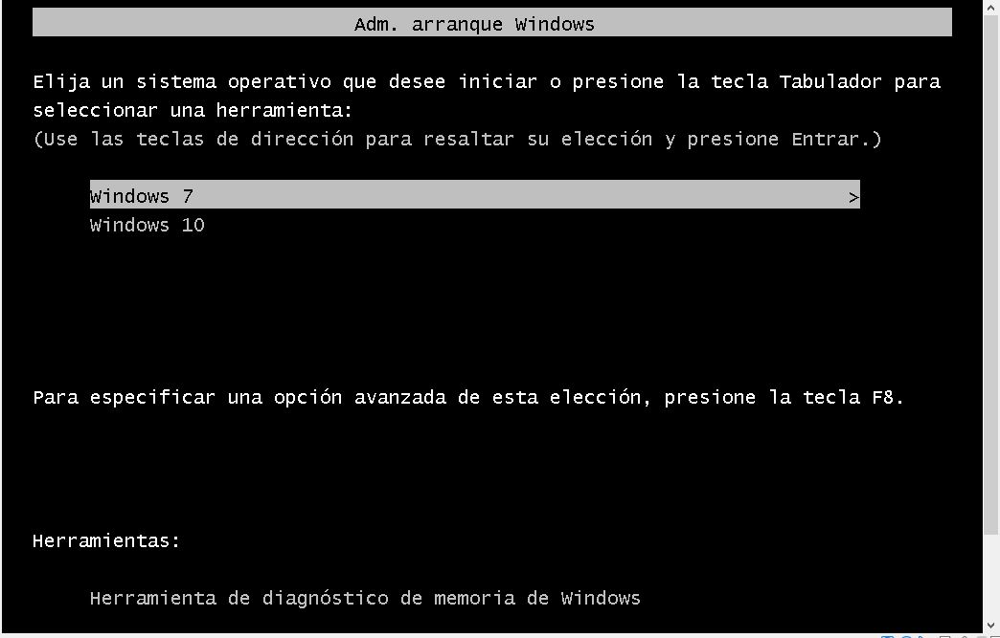 Adm. arranque Windows
Elija un sistema operativo que desee iniciar o presione la tecla Tabulador para
seleccionar una herramienta:
(Use las teclas de dirección para resaltar su elección y presione Entrar.)
Windows 7 >
Windows 10
Para especificar una opción avanzada de esta elección, presione la tecla F8.
Herramientas:
Herramienta de diagnóstico de memoria de Windows